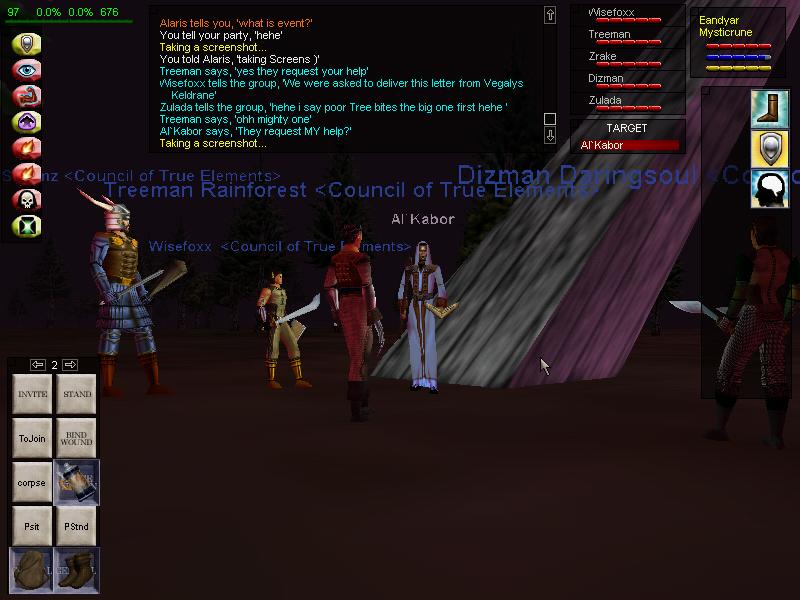 97 0.0% 0.0% 676
Alaris tells you, 'what is event?'
You tell your party, 'hehe'
Taking a screenshot...
You told Alaris, 'taking Screens )'
Treeman says, 'yes they request your help'
Wisefoxx tells the group, 'We were asked to deliver this letter from Vegalys
Keldrane'
Zulada tells the group, 'hehe i say poor Tree bites the big one first hehe '
Treeman says, 'ohh mighty one'
Al`Kabor says, 'They request MY help?'
Taking a screenshot...
Wisefoxx
Treeman
Zrake
Dizman
Zulada
TARGET
Al`Kabor
Eandyar
Mysticrune
<Council of True Elements>
Treeman Rainforest <Council of True Elements>
Dizman Daringsoul
Al`Kabor
Wisefoxx <Council of True Elements>
2
INVITE
STAND
ToJoin
BIND
WOUND
corpse
Psit
PStnd